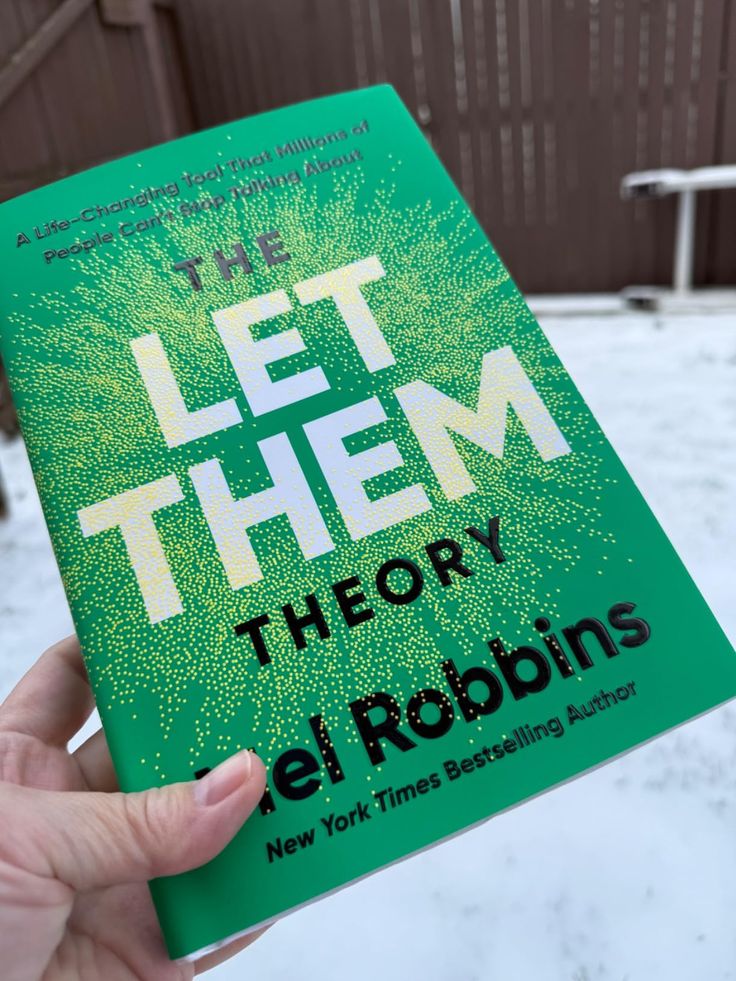 A Life-Changing Tool That Millions of
People Can't Stop Talking About
THE
LET
THEM
THEORY
Mel Robbins
New York Times Bestselling Author